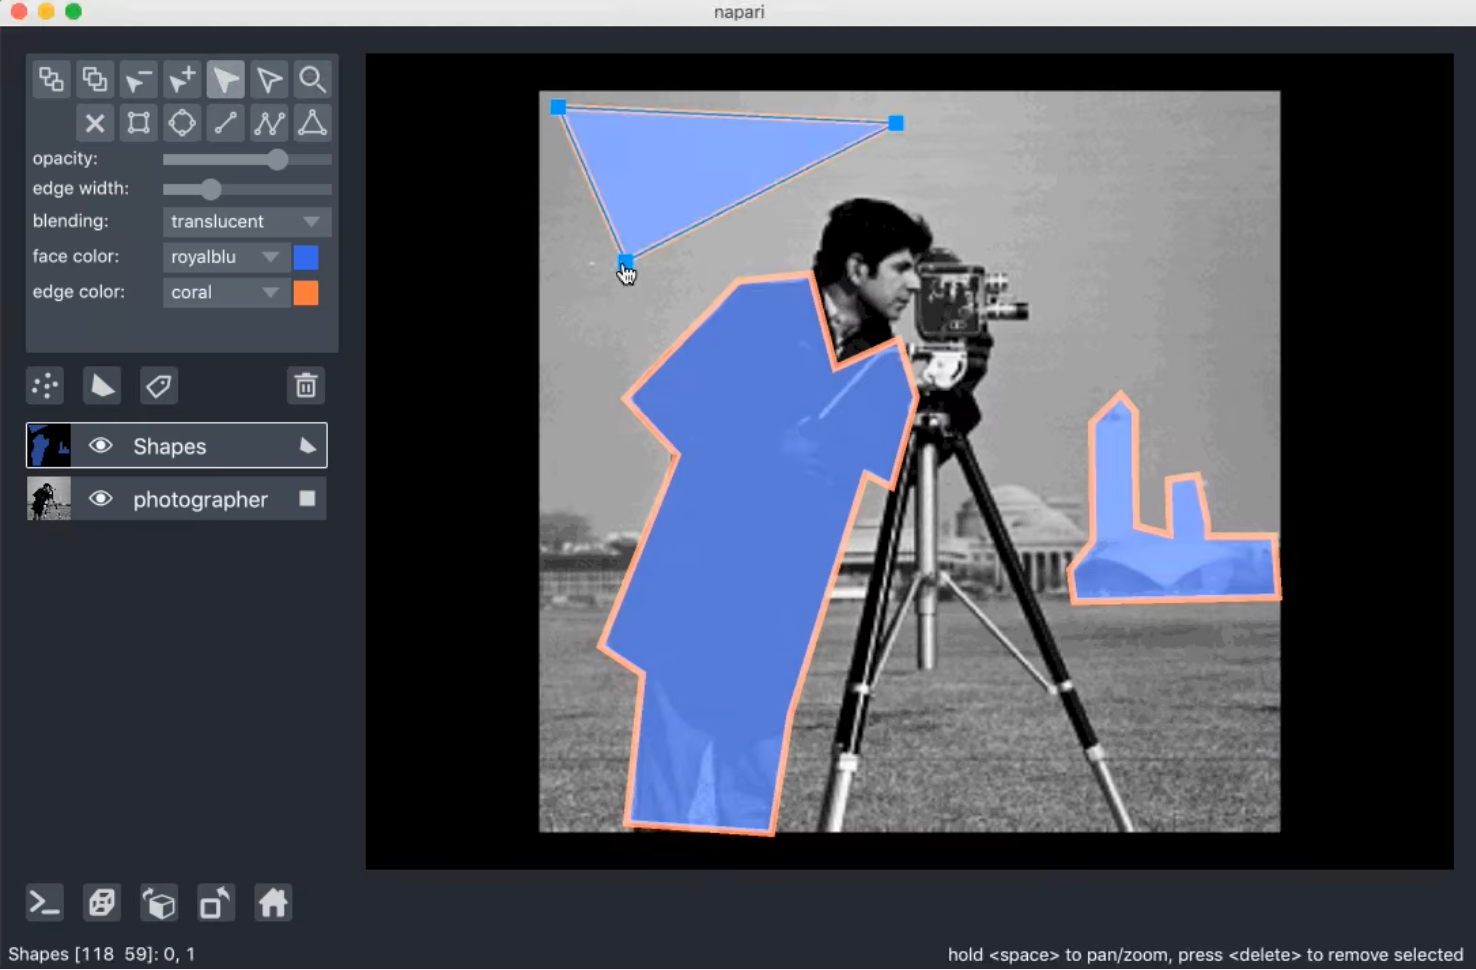 napari
opacity:
edge width:
blending: translucent
face color: royalblu
edge color: coral
Shapes
photographer
Shapes [118 59]: 0, 1
hold <space> to pan/zoom, press <delete> to remove selected